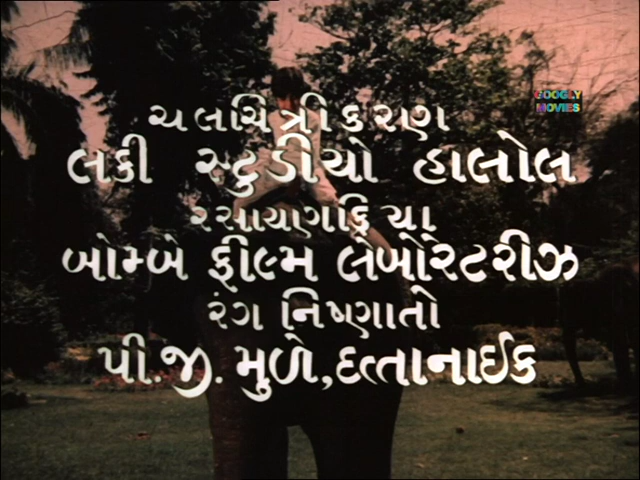 GOOGLY
MOVIES
ચલચિત્રીકરણ
લકી સ્ટુડીયો હાલોલ
રસાયણક્રિયા
બોમ્બે ફીલ્મ લેબોરેટરીઝ
રંગ નિષ્ણાતો
પી.જી. મુળે,દત્તાનાઈક